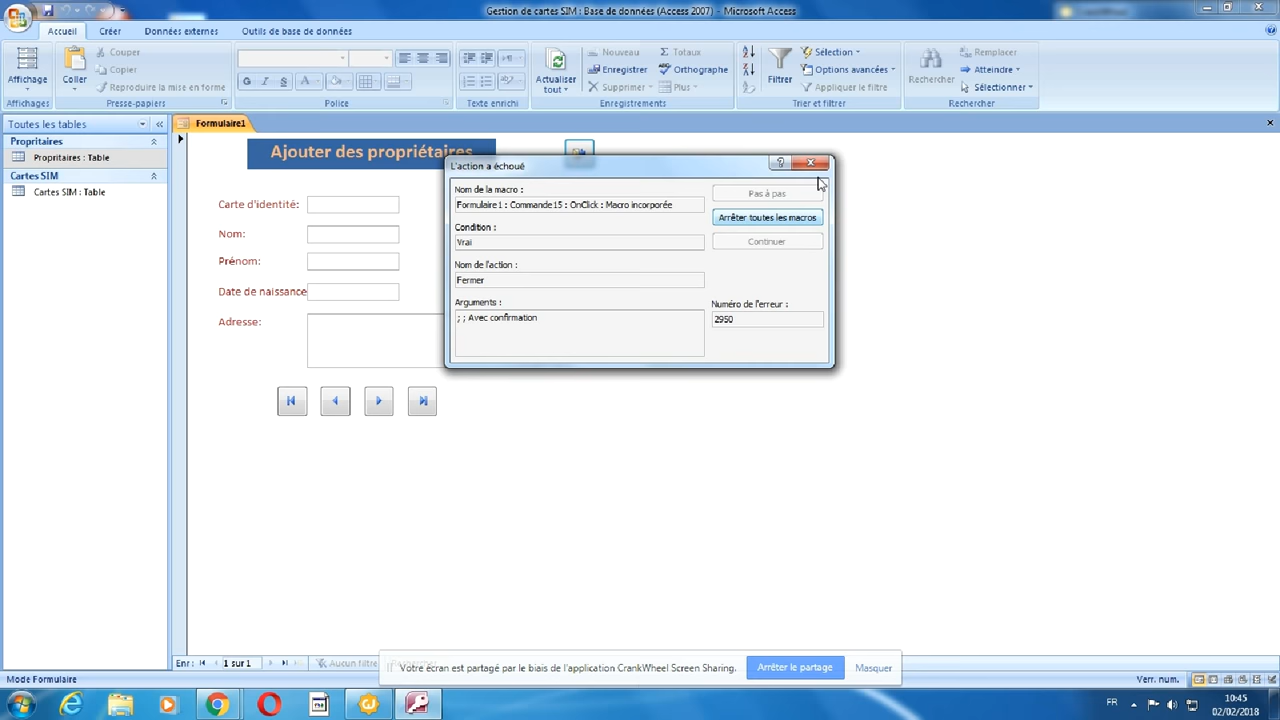 Gestion de cartes SIM : Base de données (Access 2007) - Microsoft Access
Accueil
Créer
Données externes
Outils de base de données
Affichage
Affichages
Coller
Couper
Copier
Reproduire la mise en forme
Presse-papiers
G I S
A
Police
Texte enrichi
Actualiser
tout
Nouveau
Enregistrer
Supprimer
Totaux
Orthographe
Plus
Enregistrements
Filtrer
Sélection
Options avancées
Appliquer le filtre
Trier et filtrer
Rechercher
Remplacer
Atteindre
Sélectionner
Rechercher
Toutes les tables
Propritaires
Propritaires : Table
Cartes SIM
Cartes SIM : Table
Formulaire1
Ajouter des propriétaires
Carte d'identité:
Nom:
Prénom:
Date de naissance
Adresse:
L'action a échoué
Nom de la macro :
Formulaire1 : Commande15 : OnClick : Macro incorporée
Condition :
Vrai
Nom de l'action :
Fermer
Arguments :
; ; Avec confirmation
Pas à pas
Arrêter toutes les macros
Continuer
Numéro de l'erreur :
2950
Enr :
1 sur 1
Aucun filtre
Votre écran est partagé par le biais de l'application CrankWheel Screen Sharing.
Arrêter le partage
Masquer
Mode Formulaire
Verr. num.
FR
10:45
02/02/2018